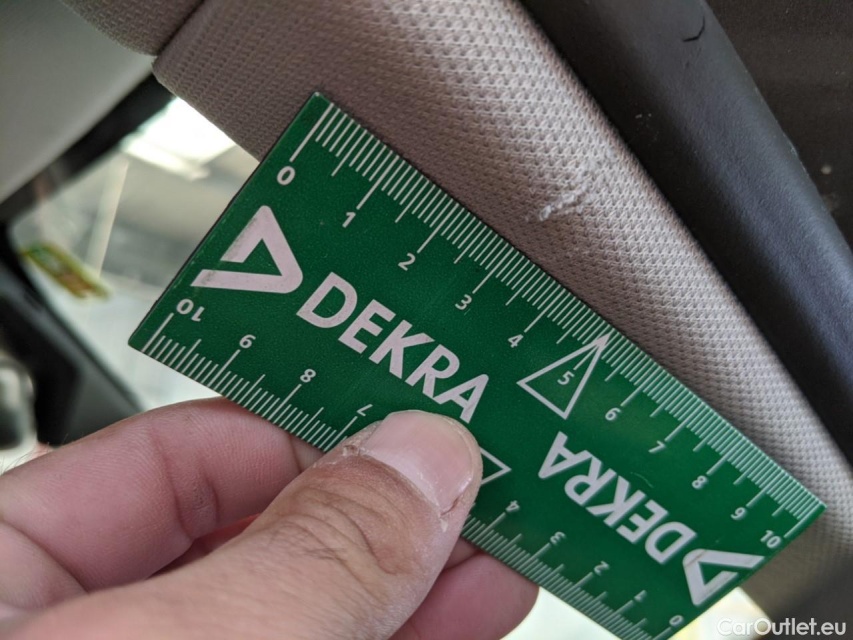 0 1 2 3 4 5 6 7 8 9 10
DEKRA
DEKRA
10 9 8 7 4 3 2 1 0
CarOutlet.eu